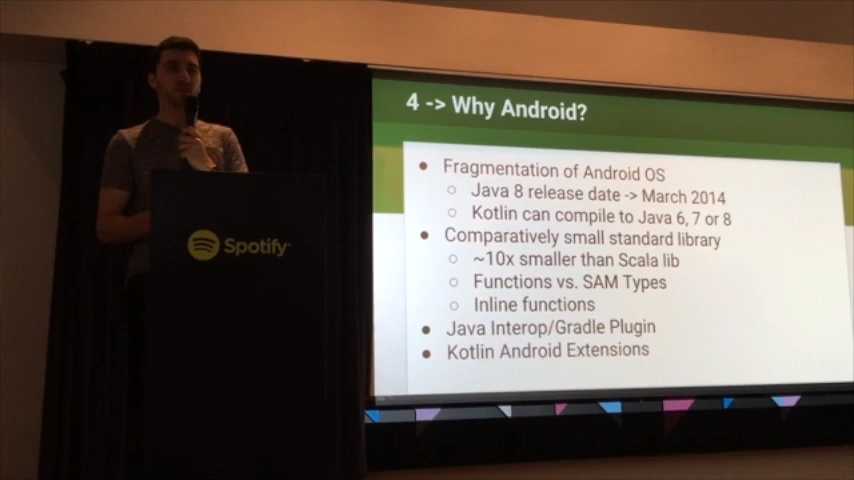 4 -> Why Android?
● Fragmentation of Android OS
○ Java 8 release date -> March 2014
○ Kotlin can compile to Java 6, 7 or 8
● Comparatively small standard library
○ ~10x smaller than Scala lib
○ Functions vs. SAM Types
○ Inline functions
● Java Interop/Gradle Plugin
● Kotlin Android Extensions
Spotify